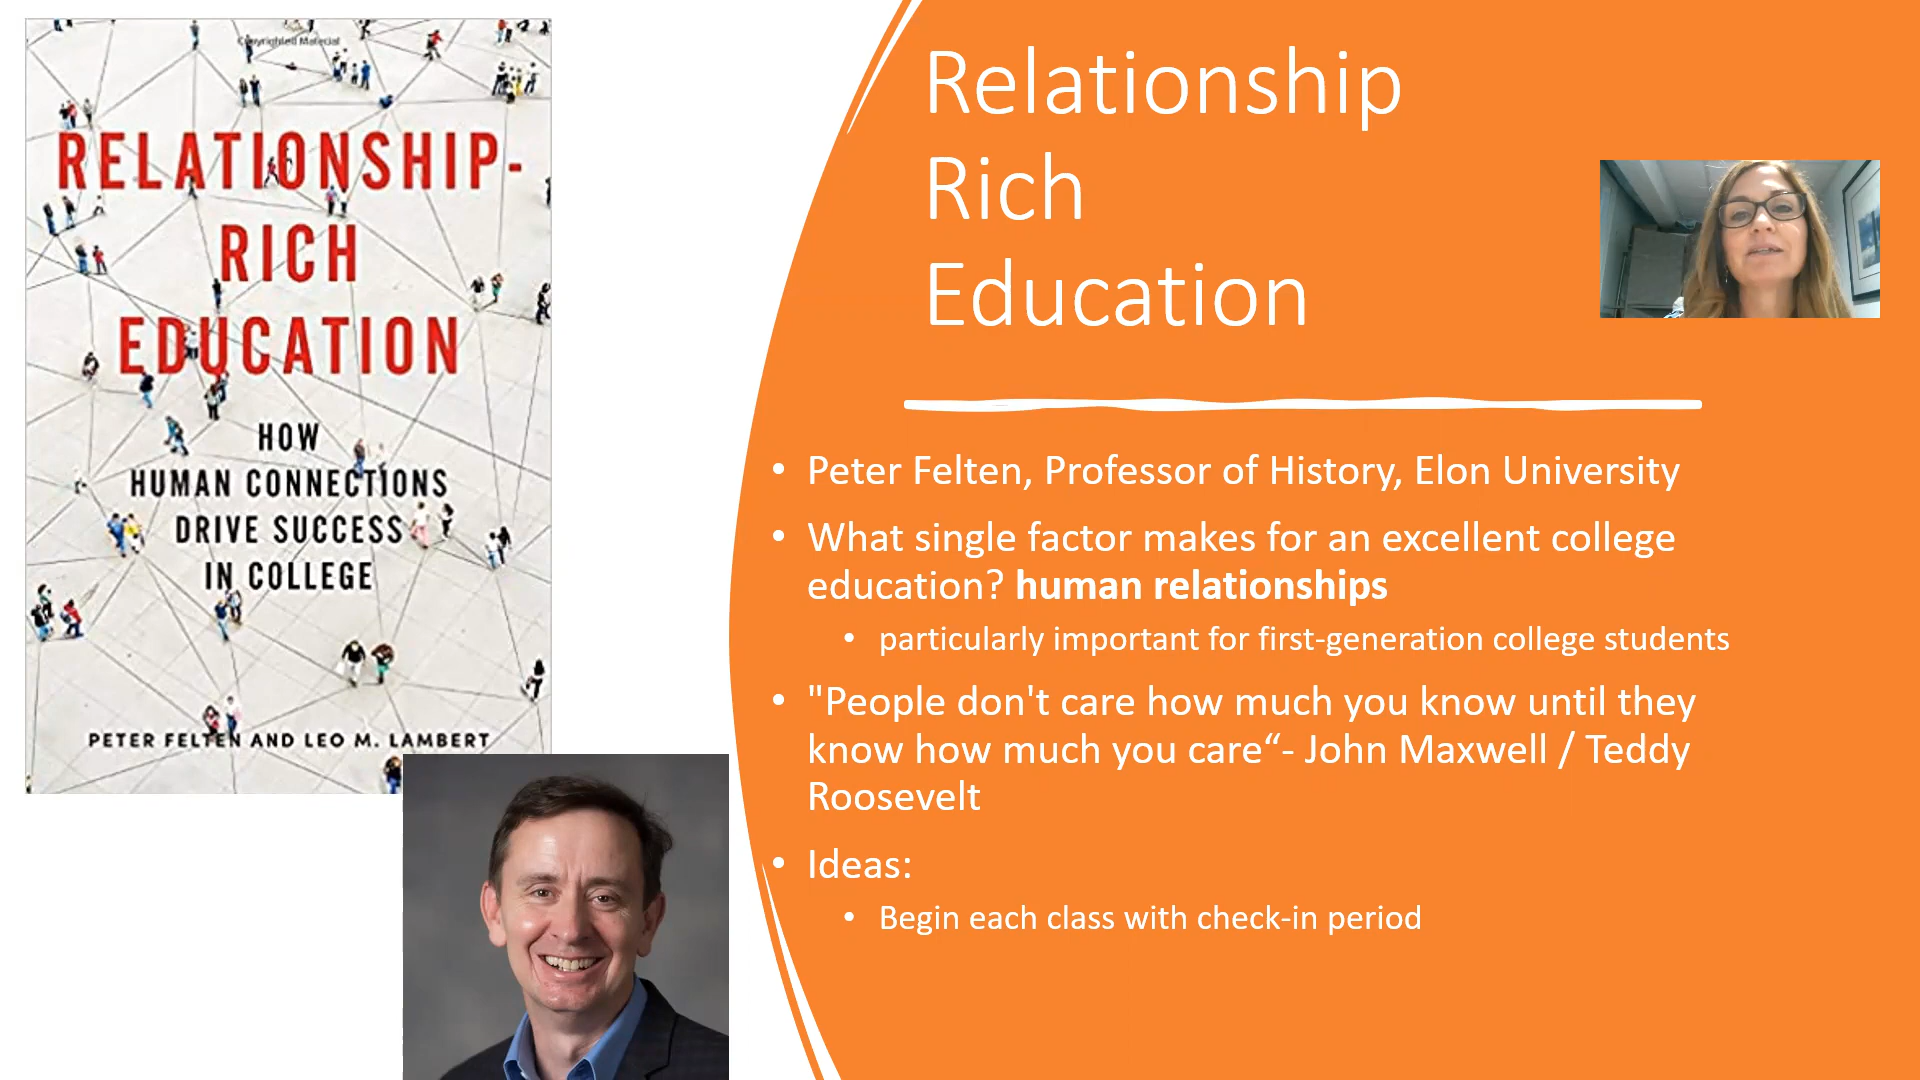 Copyrighted Material
RELATIONSHIP-
RICH
EDUCATION
HOW
HUMAN CONNECTIONS
DRIVE SUCCESS
IN COLLEGE
PETER FELTEN AND LEO M. LAMBERT
Relationship
Rich
Education
• Peter Felten, Professor of History, Elon University
• What single factor makes for an excellent college
education? human relationships
• particularly important for first-generation college students
• "People don't care how much you know until they
know how much you care“- John Maxwell / Teddy
Roosevelt
• Ideas:
• Begin each class with check-in period